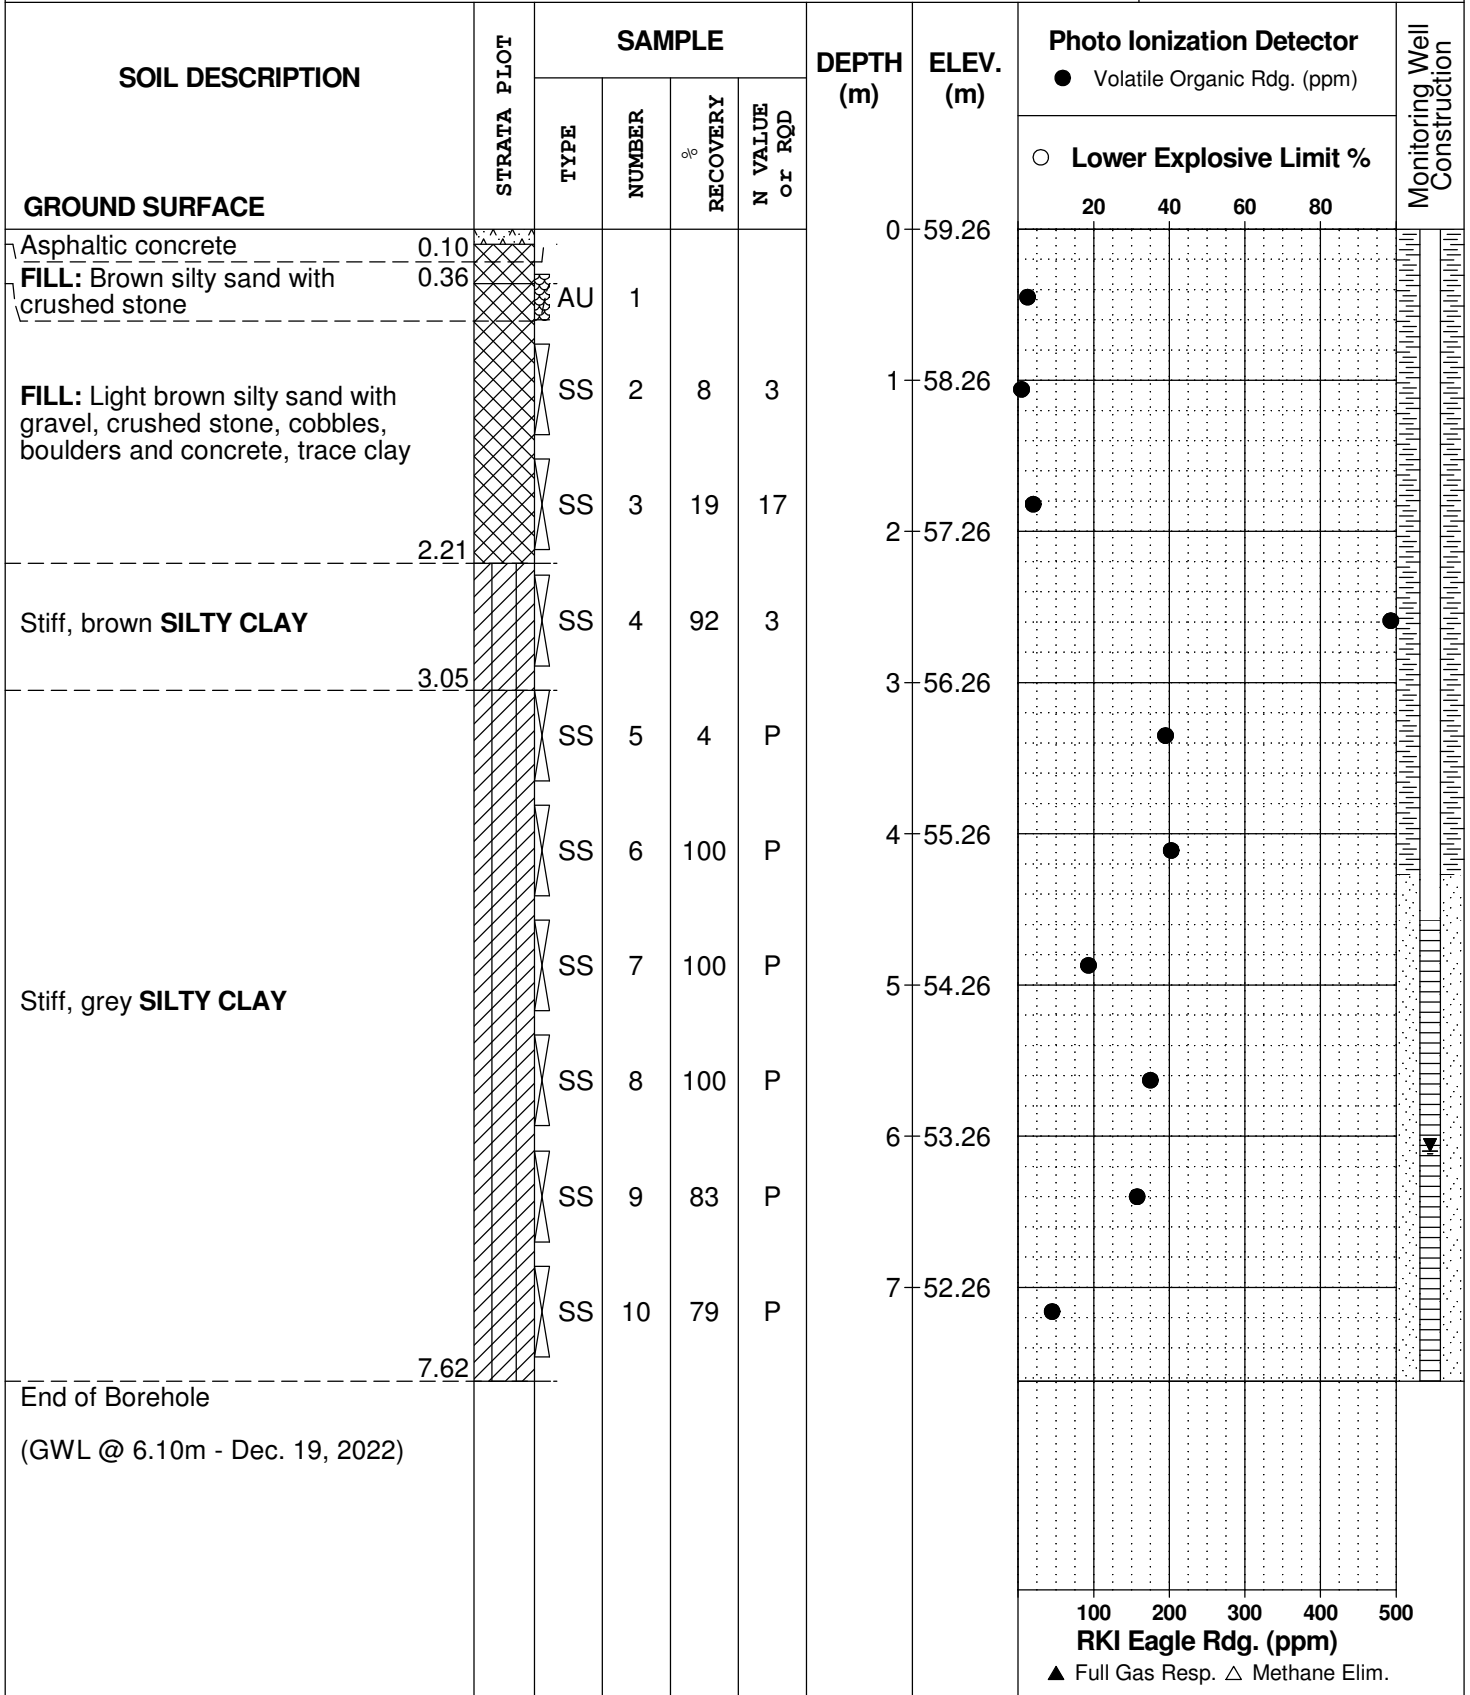 SOIL DESCRIPTION
GROUND SURFACE
STRATA PLOT
SAMPLE
TYPE
NUMBER
% RECOVERY
N VALUE or RQD
DEPTH (m)
ELEV. (m)
Photo Ionization Detector
● Volatile Organic Rdg. (ppm)
○ Lower Explosive Limit %
20 40 60 80
Monitoring Well Construction
0 59.26
Asphaltic concrete 0.10
FILL: Brown silty sand with 0.36
crushed stone
AU 1
FILL: Light brown silty sand with
gravel, crushed stone, cobbles,
boulders and concrete, trace clay
1 58.26
SS 2 8 3
SS 3 19 17
2 57.26
2.21
Stiff, brown SILTY CLAY
SS 4 92 3
3.05
3 56.26
SS 5 4 P
4 55.26
SS 6 100 P
SS 7 100 P
5 54.26
Stiff, grey SILTY CLAY
SS 8 100 P
6 53.26
SS 9 83 P
7 52.26
SS 10 79 P
7.62
End of Borehole
(GWL @ 6.10m - Dec. 19, 2022)
100 200 300 400 500
RKI Eagle Rdg. (ppm)
▲ Full Gas Resp. △ Methane Elim.